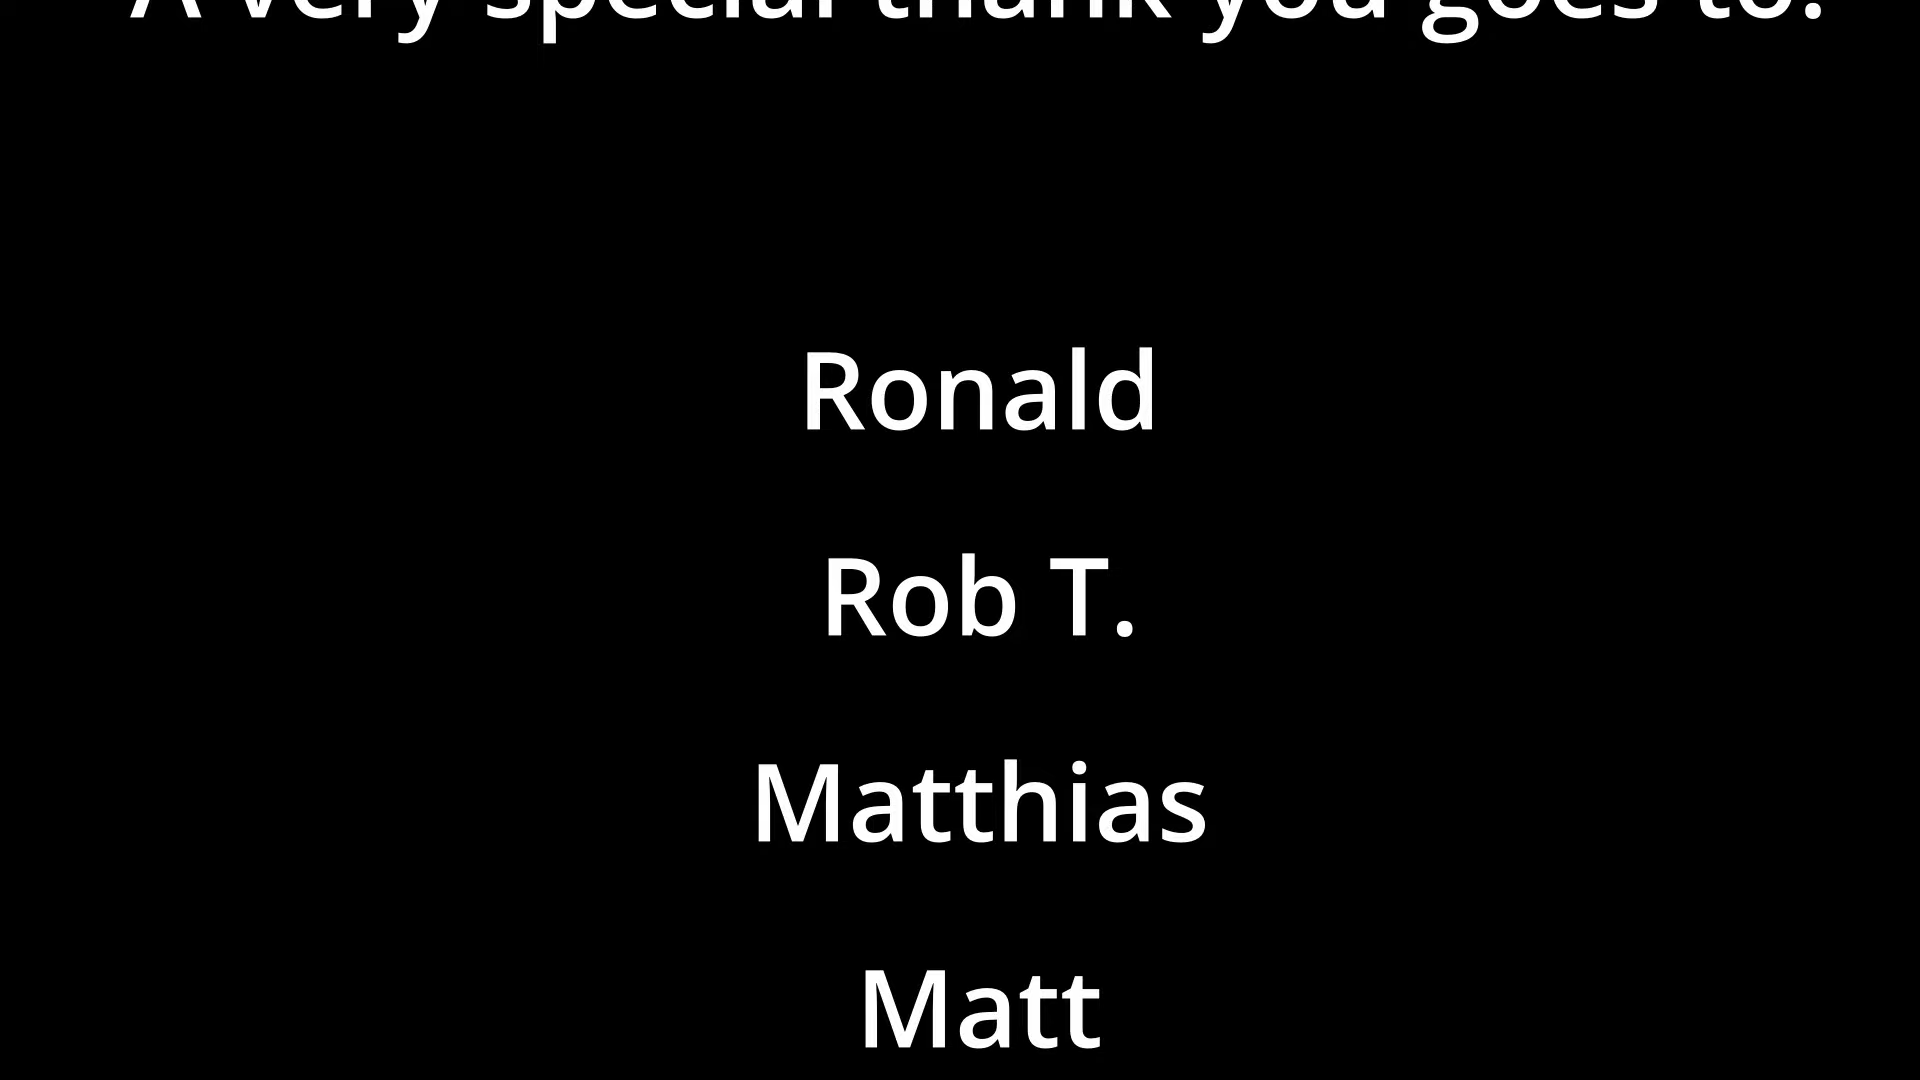 A very special thank you goes to:
Ronald
Rob T.
Matthias
Matt